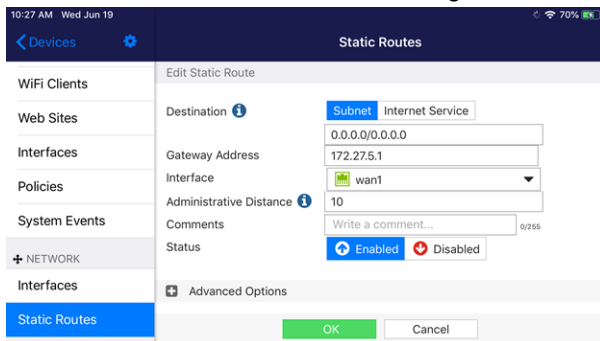 10:27 AM Wed Jun 19
70%
Devices
Static Routes
WiFi Clients
Web Sites
Interfaces
Policies
System Events
NETWORK
Interfaces
Static Routes
Edit Static Route
Destination Subnet Internet Service
0.0.0.0/0.0.0.0
Gateway Address 172.27.5.1
Interface wan1
Administrative Distance 10
Comments Write a comment... 0/255
Status Enabled Disabled
Advanced Options
OK Cancel